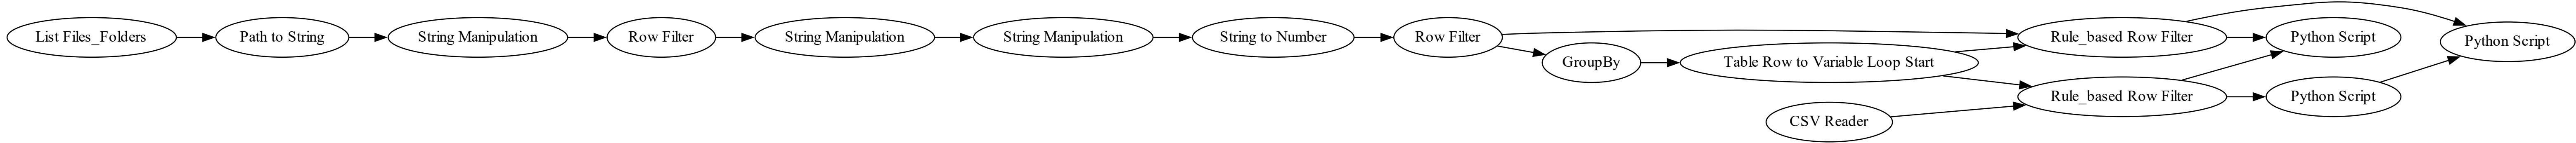 List Files_Folders
Path to String
String Manipulation
Row Filter
String Manipulation
String Manipulation
String to Number
Row Filter
GroupBy
Table Row to Variable Loop Start
CSV Reader
Rule_based Row Filter
Rule_based Row Filter
Python Script
Python Script
Python Script